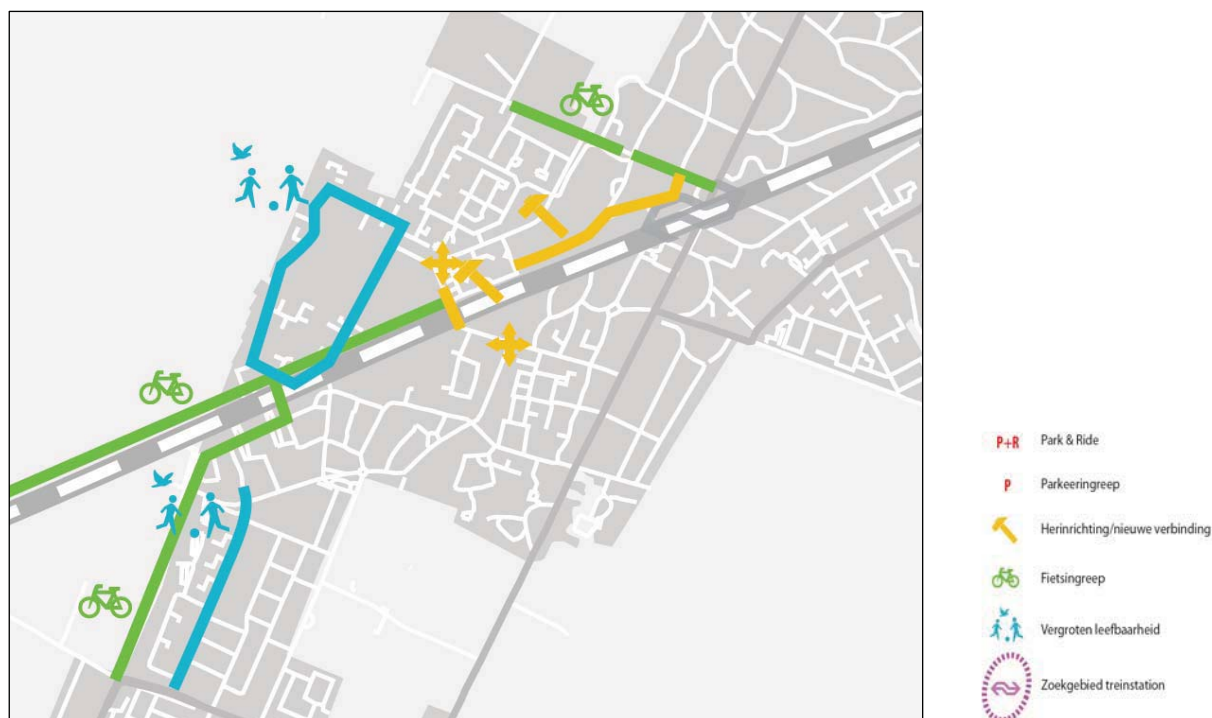 P+R Park & Ride
P Parkeeringreep
Herinrichting/nieuwe verbinding
Fietsingreep
Vergroten leefbaarheid
Zoekgebied treinstation